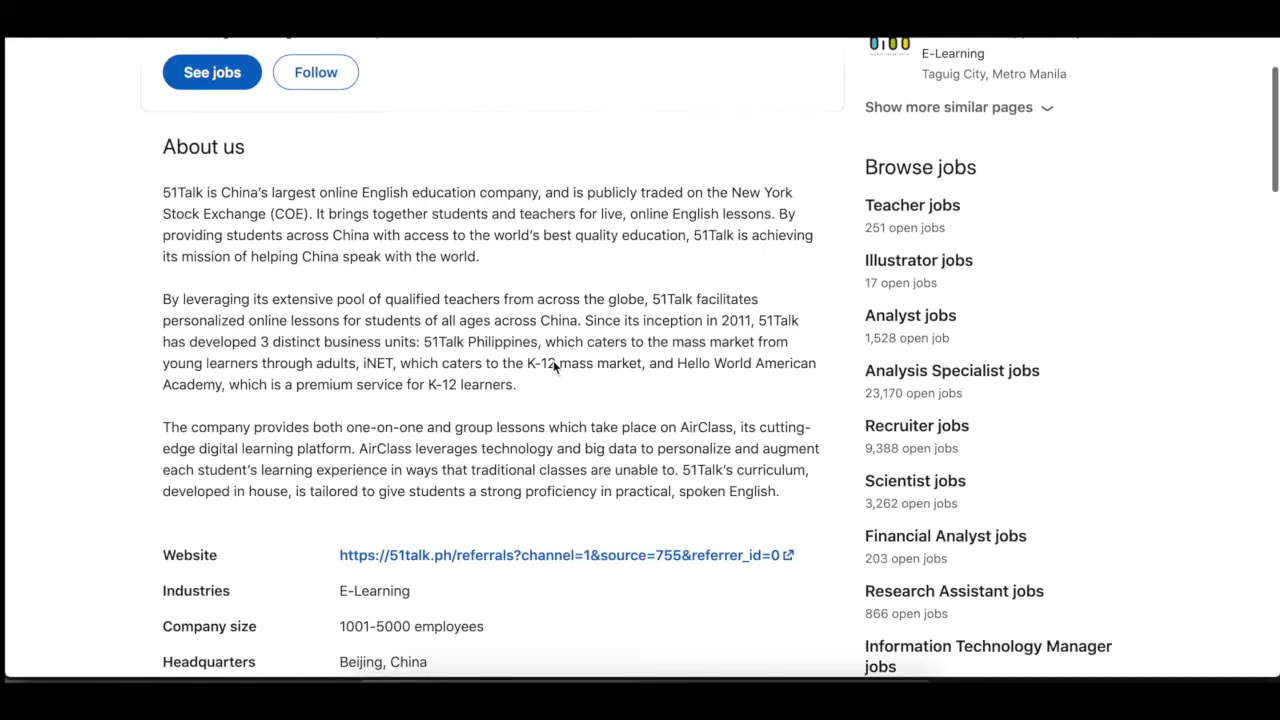 See jobs
Follow
About us
51Talk is China's largest online English education company, and is publicly traded on the New York
Stock Exchange (COE). It brings together students and teachers for live, online English lessons. By
providing students across China with access to the world's best quality education, 51Talk is achieving
its mission of helping China speak with the world.
By leveraging its extensive pool of qualified teachers from across the globe, 51Talk facilitates
personalized online lessons for students of all ages across China. Since its inception in 2011, 51Talk
has developed 3 distinct business units: 51Talk Philippines, which caters to the mass market from
young learners through adults, iNET, which caters to the K-12 mass market, and Hello World American
Academy, which is a premium service for K-12 learners.
The company provides both one-on-one and group lessons which take place on AirClass, its cutting-
edge digital learning platform. AirClass leverages technology and big data to personalize and augment
each student's learning experience in ways that traditional classes are unable to. 51Talk's curriculum,
developed in house, is tailored to give students a strong proficiency in practical, spoken English.
Website
https://51talk.ph/referrals?channel=1&source=755&referrer_id=0
Industries
E-Learning
Company size
1001-5000 employees
Headquarters
Beijing, China
E-Learning
Taguig City, Metro Manila
Show more similar pages
Browse jobs
Teacher jobs
251 open jobs
Illustrator jobs
17 open jobs
Analyst jobs
1,528 open job
Analysis Specialist jobs
23,170 open jobs
Recruiter jobs
9,388 open jobs
Scientist jobs
3,262 open jobs
Financial Analyst jobs
203 open jobs
Research Assistant jobs
866 open jobs
Information Technology Manager
jobs